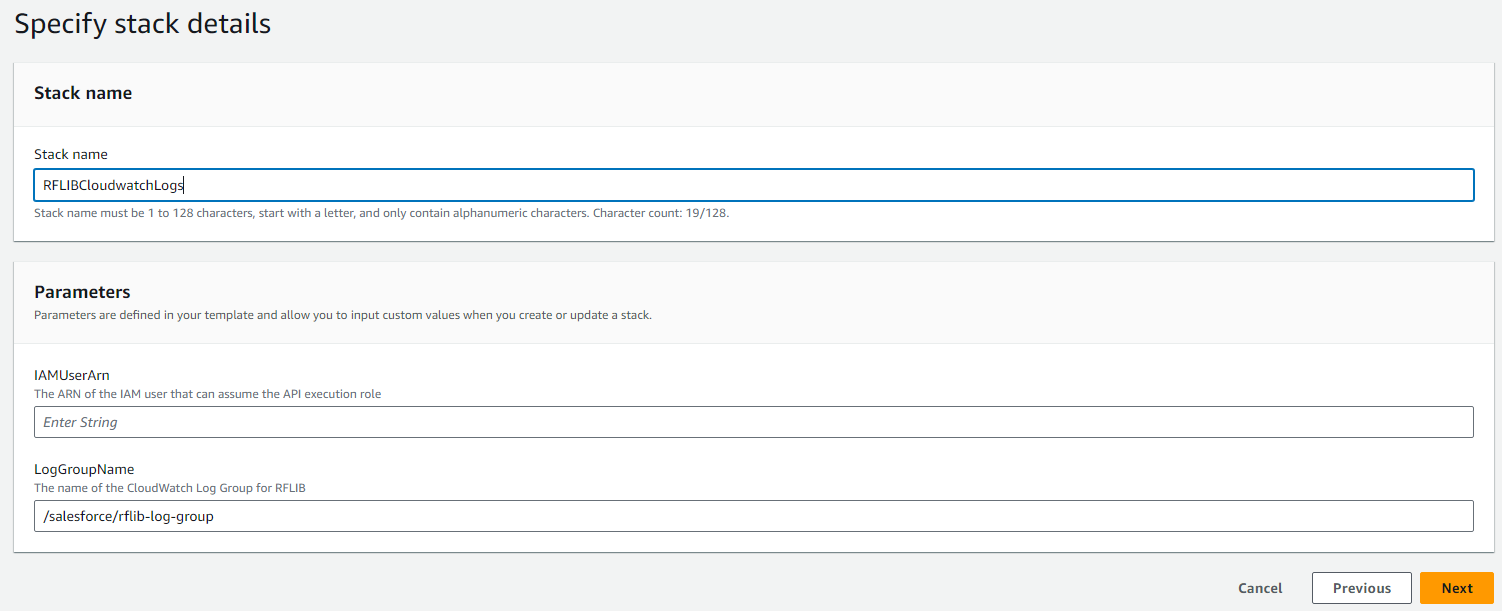 Specify stack details
Stack name
Stack name
RFLIBCloudwatchLogs
Stack name must be 1 to 128 characters, start with a letter, and only contain alphanumeric characters. Character count: 19/128.
Parameters
Parameters are defined in your template and allow you to input custom values when you create or update a stack.
IAMUserArn
The ARN of the IAM user that can assume the API execution role
Enter String
LogGroupName
The name of the CloudWatch Log Group for RFLIB
/salesforce/rflib-log-group
Cancel Previous Next